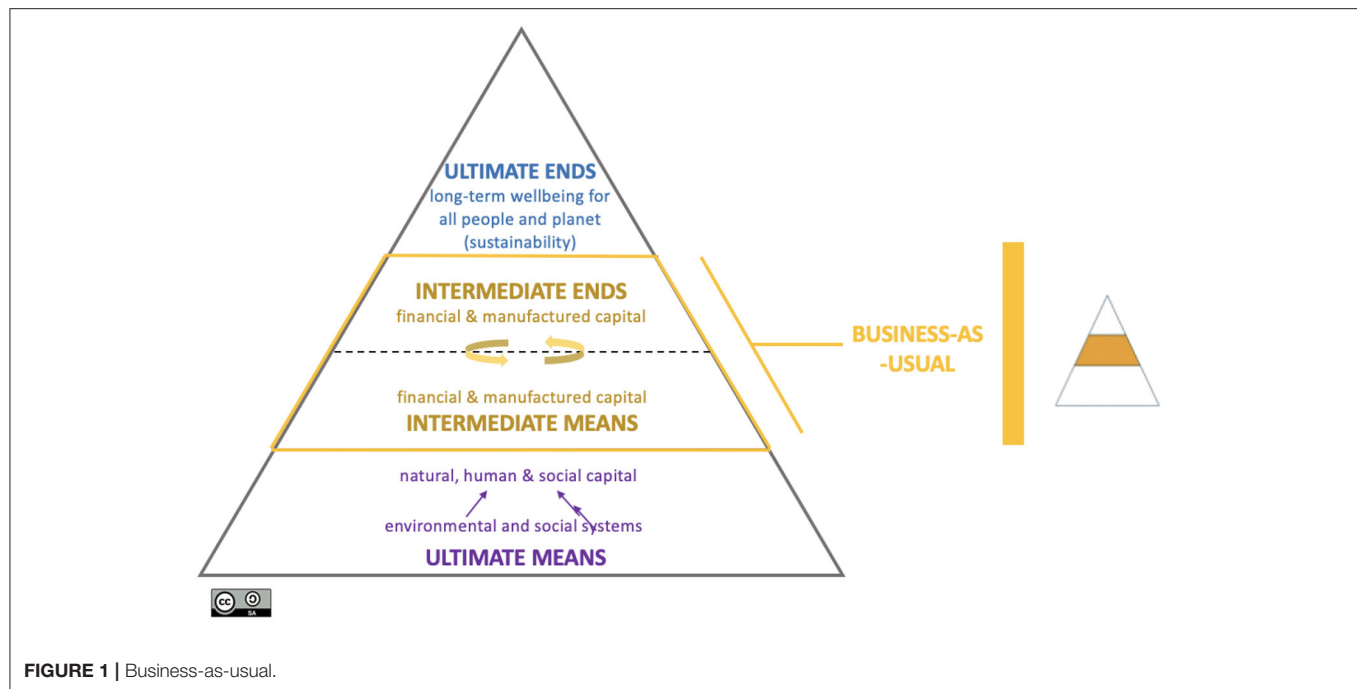 ULTIMATE ENDS
long-term wellbeing for
all people and planet
(sustainability)
INTERMEDIATE ENDS
financial & manufactured capital
financial & manufactured capital
INTERMEDIATE MEANS
natural, human & social capital
environmental and social systems
ULTIMATE MEANS
BUSINESS-AS
-USUAL
cc
SA
FIGURE 1 | Business-as-usual.